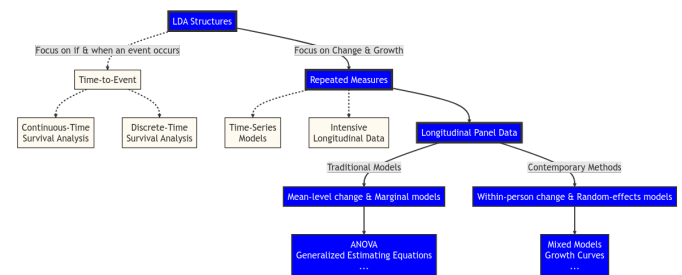 LDA Structures
Focus on if & when an event occurs
Focus on Change & Growth
Time-to-Event
Repeated Measures
Continuous-Time
Survival Analysis
Discrete-Time
Survival Analysis
Time-Series
Models
Intensive
Longitudinal Data
Longitudinal Panel Data
Traditional Models
Contemporary Methods
Mean-level change & Marginal models
Within-person change & Random-effects models
ANOVA
Generalized Estimating Equations
...
Mixed Models
Growth Curves
...